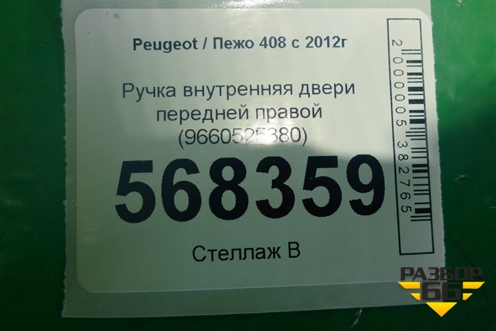 Peugeot / Пежо 408 с 2012г
Ручка внутренняя двери
передней правой
(9660525380)
568359
Стеллаж В
2000005382765
РАЗБОР
66